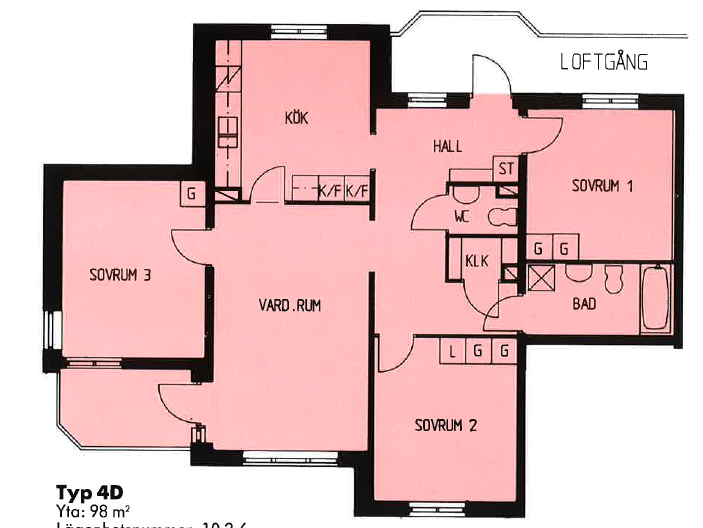 LOFTGÅNG
KÖK
HALL
ST
K/F K/F
SOVRUM 1
G
WC
G G
KLK
SOVRUM 3
VARD.RUM
BAD
L G G
SOVRUM 2
Typ 4D
Yta: 98 m²